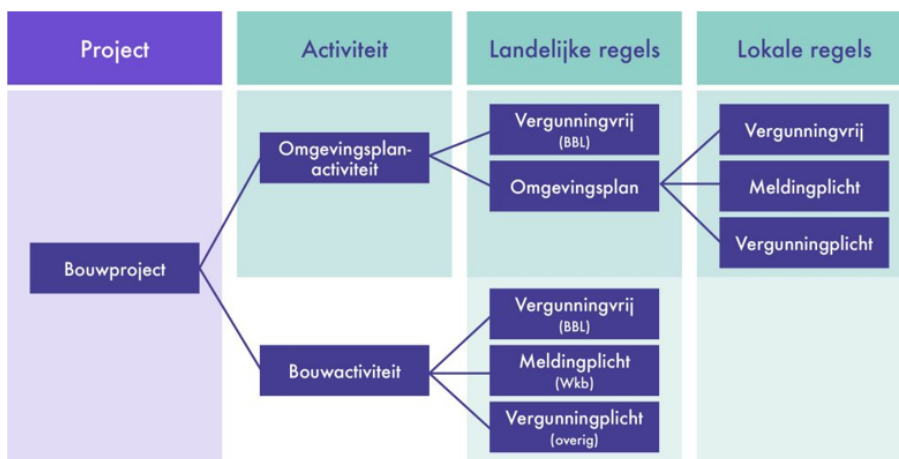 Project
Activiteit
Landelijke regels
Lokale regels
Bouwproject
Omgevingsplan-
activiteit
Vergunningvrij
(BBL)
Omgevingsplan
Vergunningvrij
Meldingplicht
Vergunningplicht
Bouwactiviteit
Vergunningvrij
(BBL)
Meldingplicht
(Wkb)
Vergunningplicht
(overig)